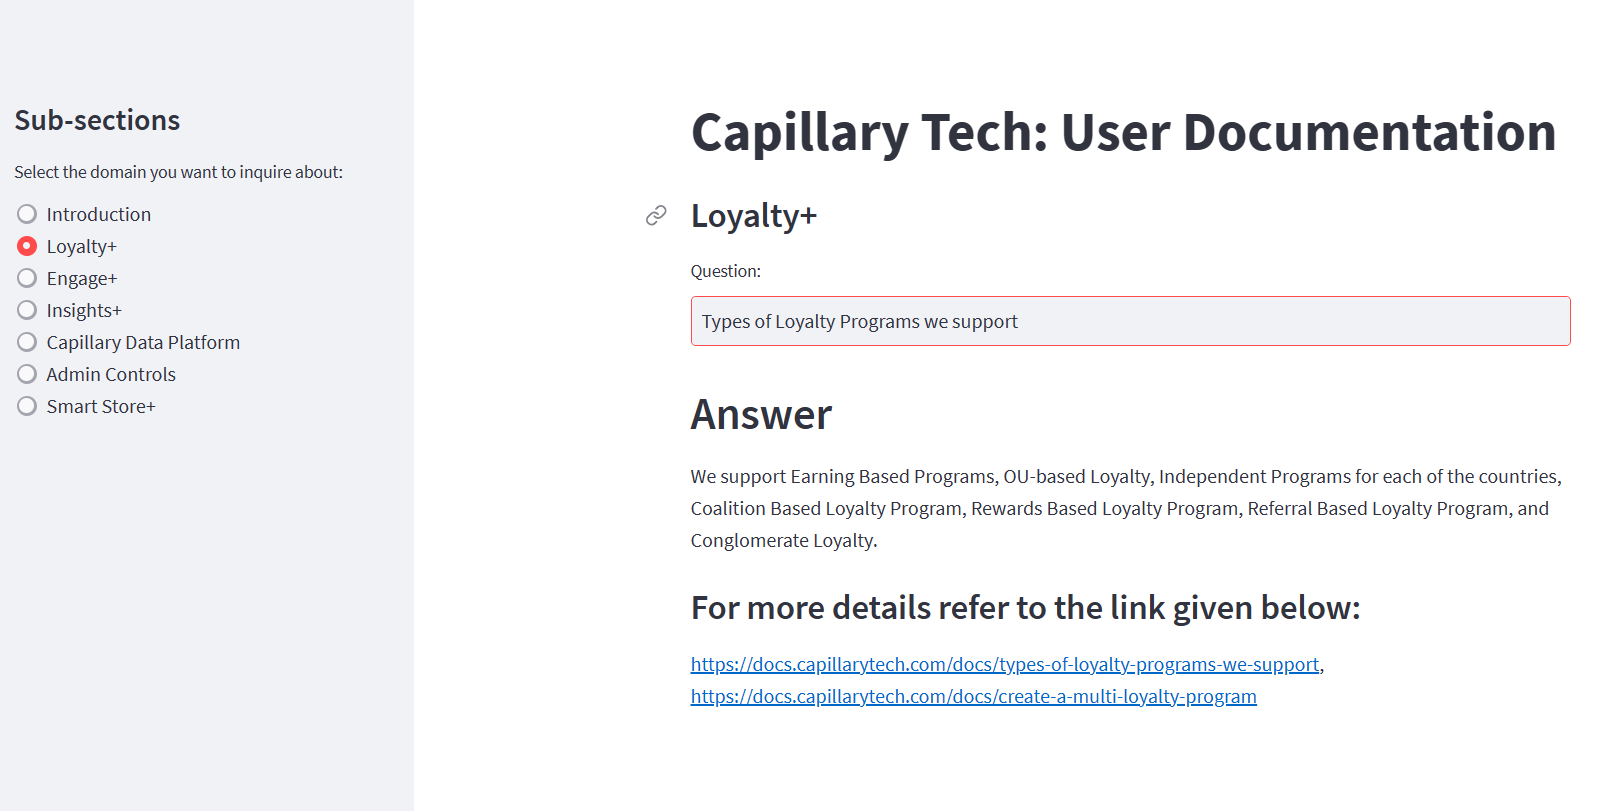 Sub-sections
Select the domain you want to inquire about:
Introduction
Loyalty+
Engage+
Insights+
Capillary Data Platform
Admin Controls
Smart Store+
Capillary Tech: User Documentation
Loyalty+
Question:
Types of Loyalty Programs we support
Answer
We support Earning Based Programs, OU-based Loyalty, Independent Programs for each of the countries,
Coalition Based Loyalty Program, Rewards Based Loyalty Program, Referral Based Loyalty Program, and
Conglomerate Loyalty.
For more details refer to the link given below:
https://docs.capillarytech.com/docs/types-of-loyalty-programs-we-support,
https://docs.capillarytech.com/docs/create-a-multi-loyalty-program